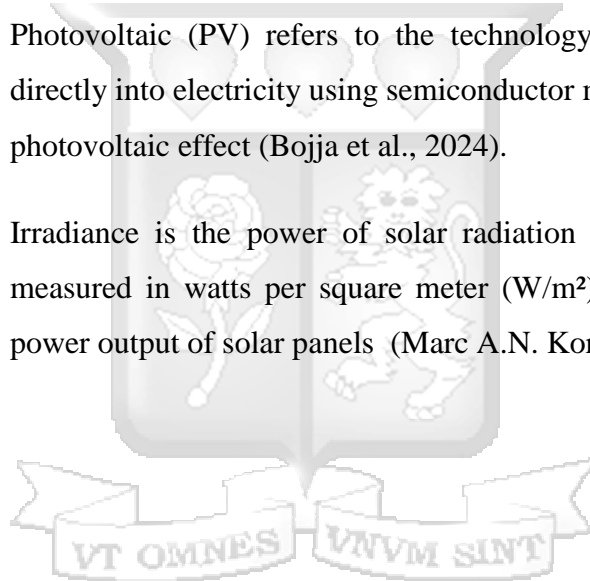 Photovoltaic (PV) refers to the technology
directly into electricity using semiconductor
photovoltaic effect (Bojja et al., 2024).
Irradiance is the power of solar radiation
measured in watts per square meter (W/m²)
power output of solar panels (Marc A.N.
VT OMNES VNVM SINT